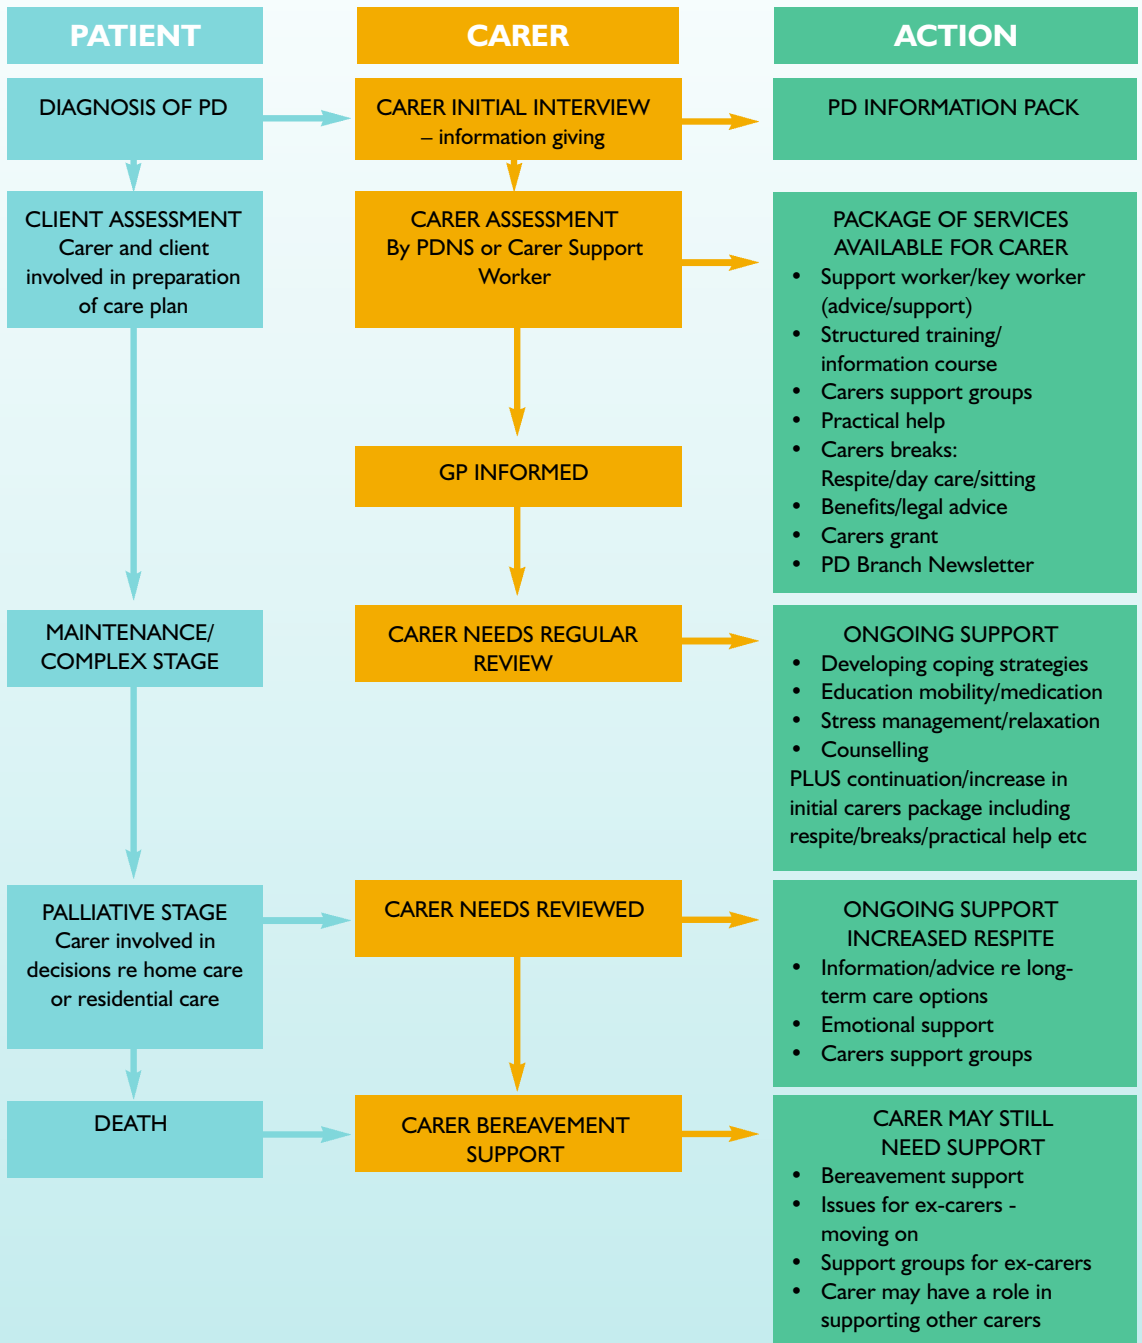 PATIENT
CARER
ACTION
DIAGNOSIS OF PD
CARER INITIAL INTERVIEW
– information giving
PD INFORMATION PACK
CLIENT ASSESSMENT
Carer and client
involved in preparation
of care plan
CARER ASSESSMENT
By PDNS or Carer Support
Worker
PACKAGE OF SERVICES
AVAILABLE FOR CARER
• Support worker/key worker
(advice/support)
• Structured training/
information course
• Carers support groups
• Practical help
• Carers breaks:
Respite/day care/sitting
• Benefits/legal advice
• Carers grant
• PD Branch Newsletter
GP INFORMED
MAINTENANCE/
COMPLEX STAGE
CARER NEEDS REGULAR
REVIEW
ONGOING SUPPORT
• Developing coping strategies
• Education mobility/medication
• Stress management/relaxation
• Counselling
PLUS continuation/increase in
initial carers package including
respite/breaks/practical help etc
PALLIATIVE STAGE
Carer involved in
decisions re home care
or residential care
CARER NEEDS REVIEWED
ONGOING SUPPORT
INCREASED RESPITE
• Information/advice re long-
term care options
• Emotional support
• Carers support groups
DEATH
CARER BEREAVEMENT
SUPPORT
CARER MAY STILL
NEED SUPPORT
• Bereavement support
• Issues for ex-carers -
moving on
• Support groups for ex-carers
• Carer may have a role in
supporting other carers